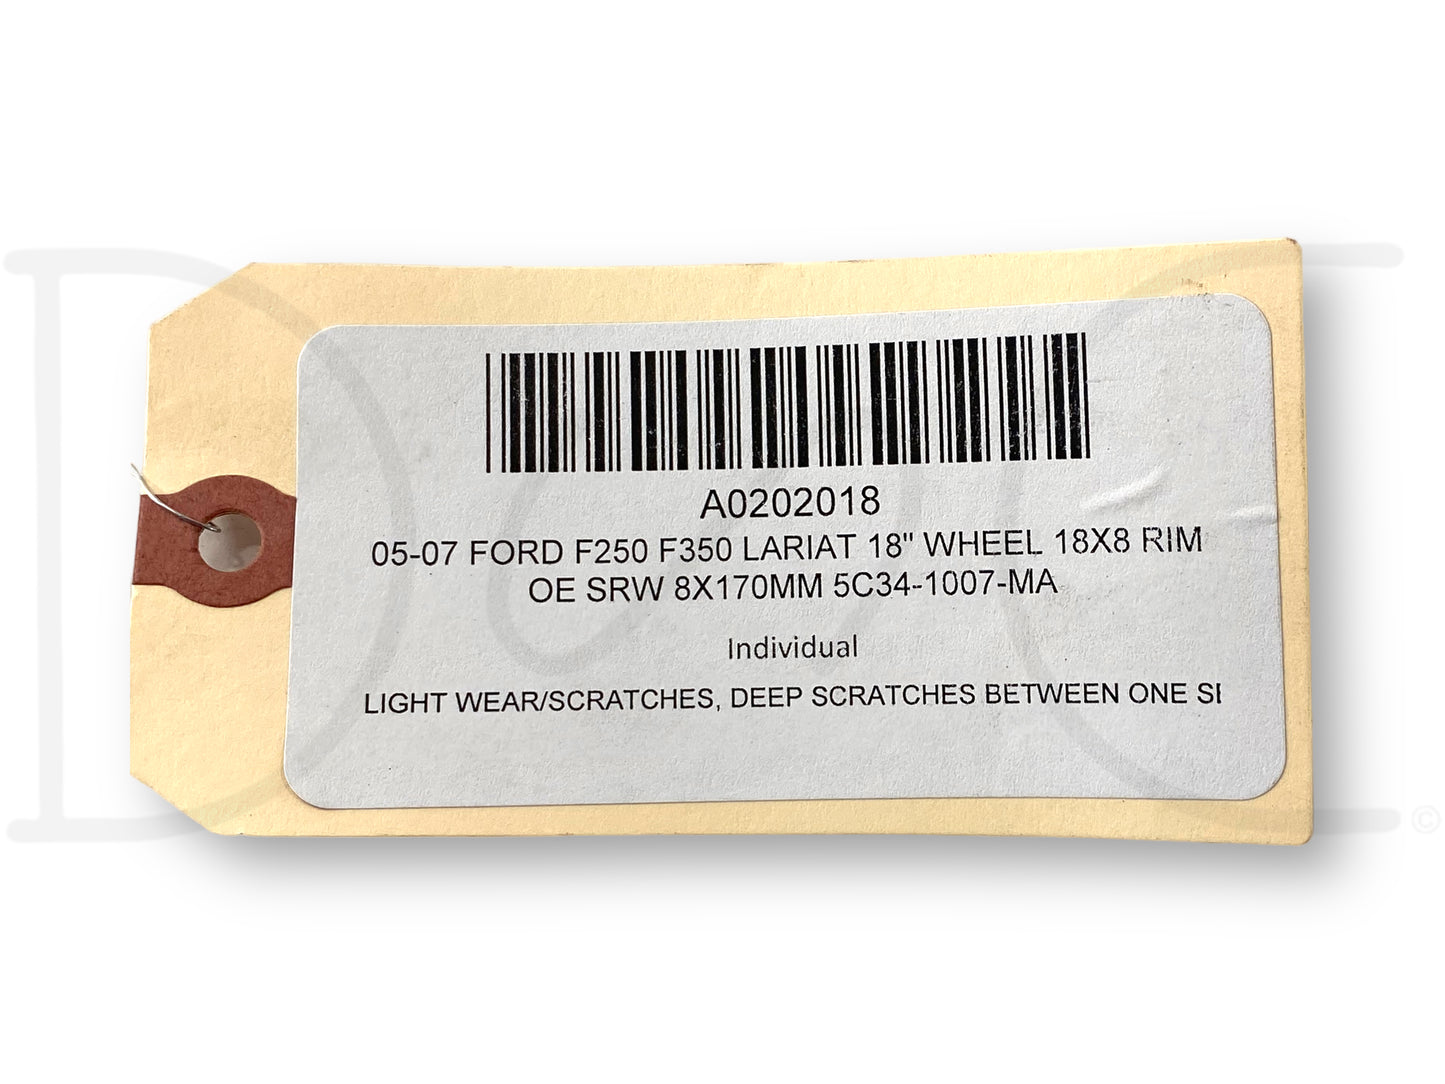 A0202018
05-07 FORD F250 F350 LARIAT 18" WHEEL 18X8 RIM
OE SRW 8X170MM 5C34-1007-MA
Individual
LIGHT WEAR/SCRATCHES, DEEP SCRATCHES BETWEEN ONE